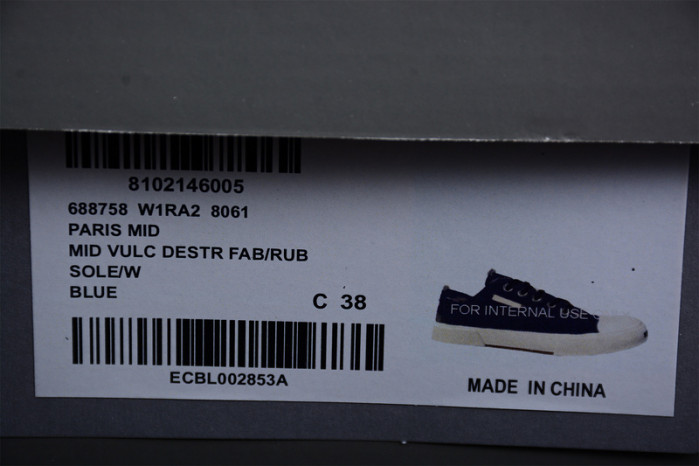 8102146005
688758 W1RA2 8061
PARIS MID
MID VULC DESTR FAB/RUB
SOLE/W
BLUE
C 38
FOR INTERNAL USE
ECBL002853A
MADE IN CHINA